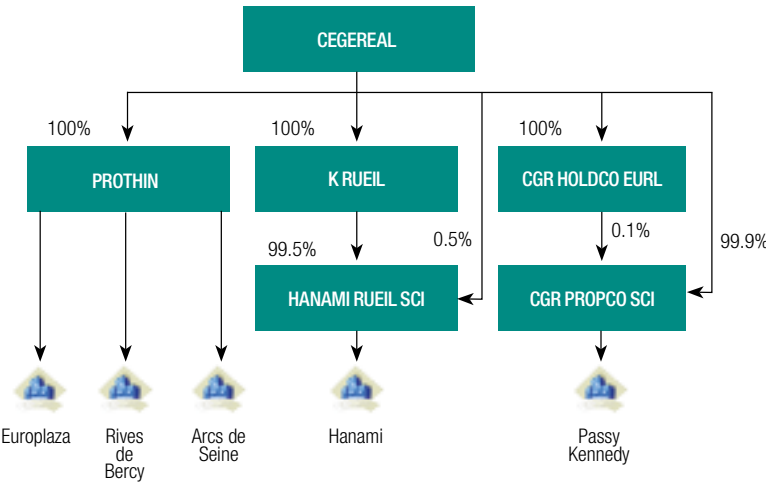 CEGEREAL
100%
100%
100%
PROTHIN
K RUEIL
CGR HOLDCO EURL
99.5%
0.5%
0.1%
99.9%
HANAMI RUEIL SCI
CGR PROPCO SCI
Europlaza
Rives
de
Bercy
Arcs de
Seine
Hanami
Passy
Kennedy